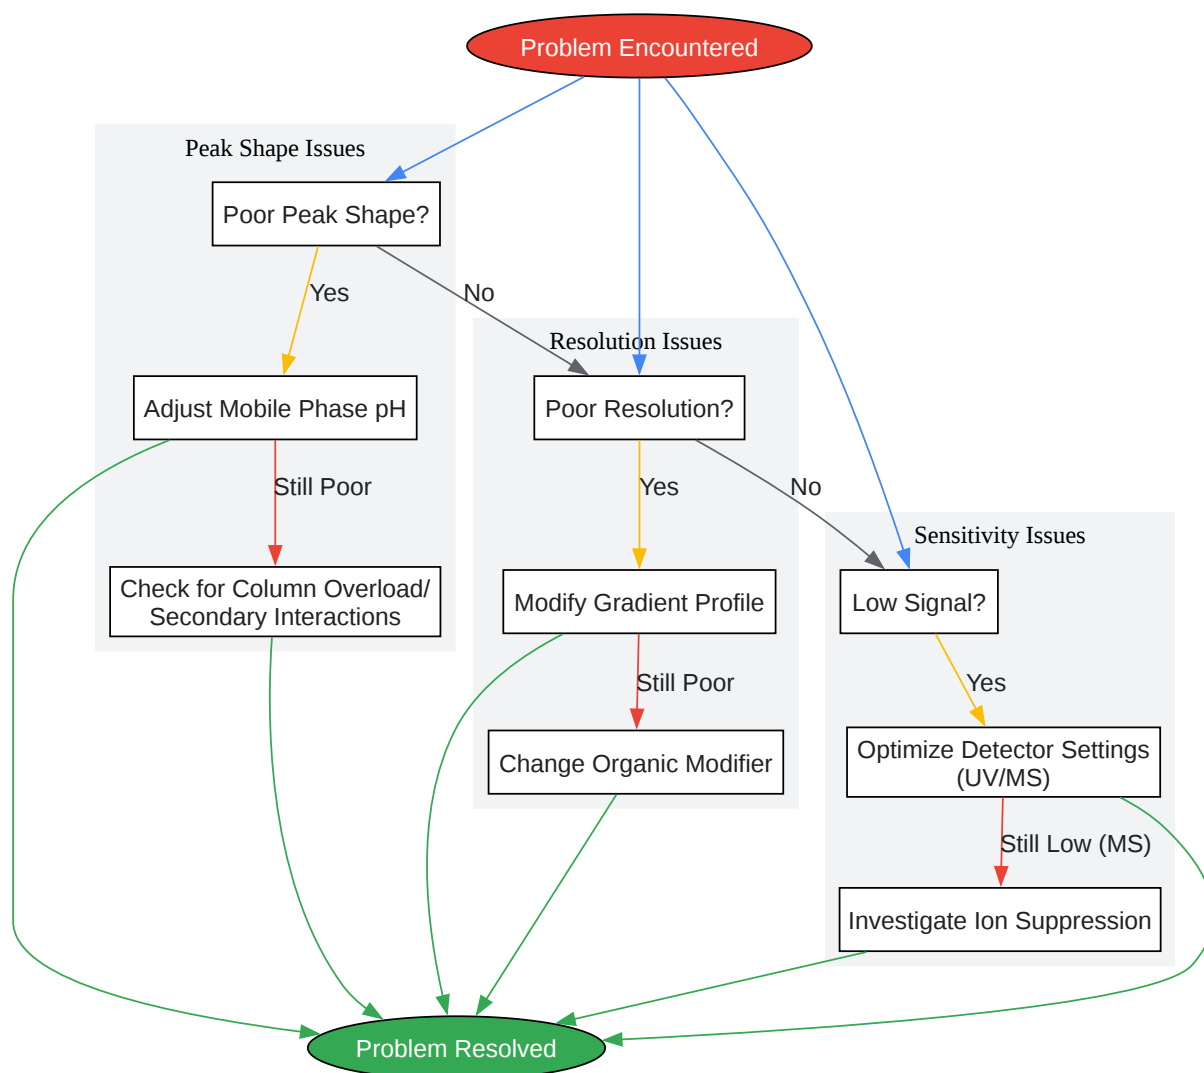 Problem Encountered
Peak Shape Issues
Poor Peak Shape?
Yes
No
Resolution Issues
Adjust Mobile Phase pH
Poor Resolution?
Still Poor
Yes
No
Sensitivity Issues
Check for Column Overload/
Secondary Interactions
Modify Gradient Profile
Low Signal?
Still Poor
Yes
Change Organic Modifier
Optimize Detector Settings
(UV/MS)
Still Low (MS)
Investigate Ion Suppression
Problem Resolved